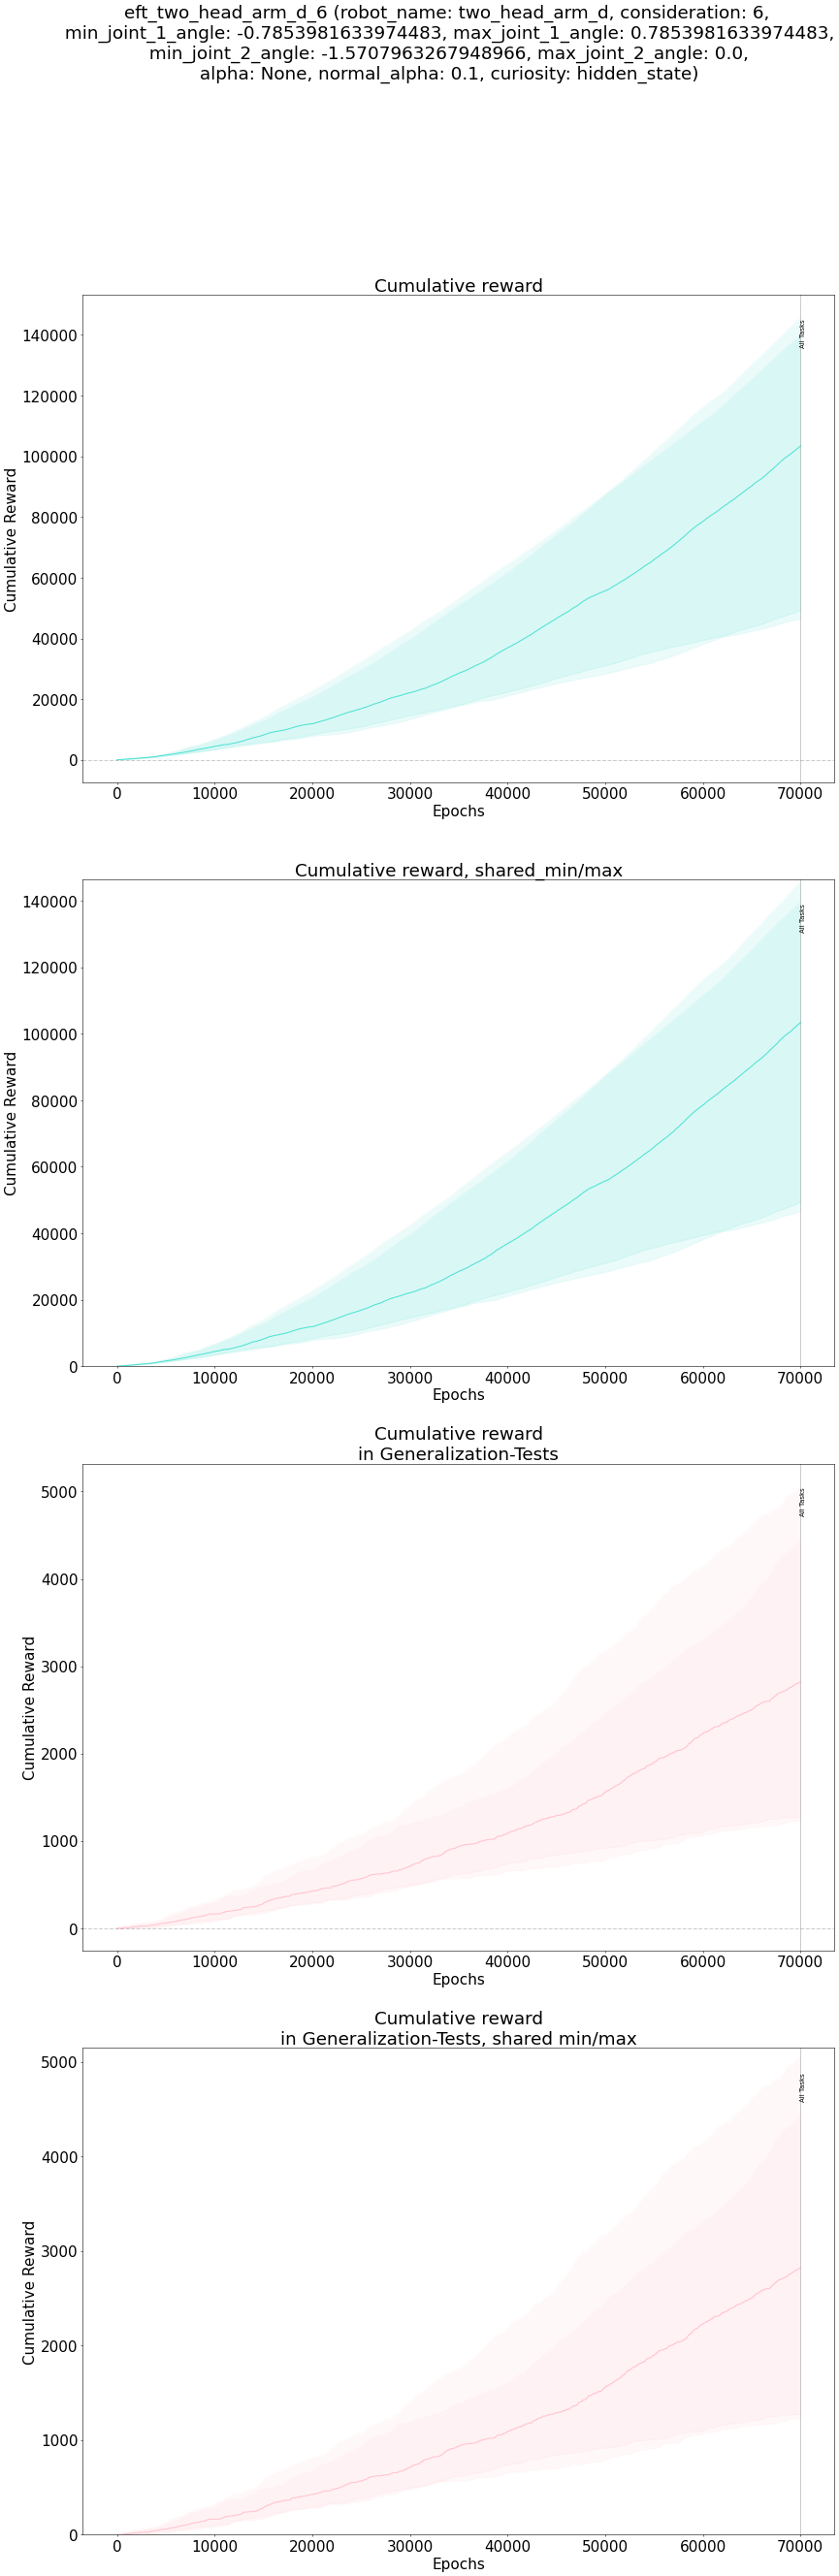 eft_two_head_arm_d_6 (robot_name: two_head_arm_d, consideration: 6,
min_joint_1_angle: -0.7853981633974483, max_joint_1_angle: 0.7853981633974483,
min_joint_2_angle: -1.5707963267948966, max_joint_2_angle: 0.0,
alpha: None, normal_alpha: 0.1, curiosity: hidden_state)
Cumulative reward
Cumulative Reward
140000
120000
100000
80000
60000
40000
20000
0
All Tasks
0 10000 20000 30000 40000 50000 60000 70000
Epochs
Cumulative reward, shared_min/max
Cumulative Reward
140000
120000
100000
80000
60000
40000
20000
0
All Tasks
0 10000 20000 30000 40000 50000 60000 70000
Epochs
Cumulative reward
in Generalization-Tests
Cumulative Reward
5000
4000
3000
2000
1000
0
All Tasks
0 10000 20000 30000 40000 50000 60000 70000
Epochs
Cumulative reward
in Generalization-Tests, shared min/max
Cumulative Reward
5000
4000
3000
2000
1000
0
All Tasks
0 10000 20000 30000 40000 50000 60000 70000
Epochs